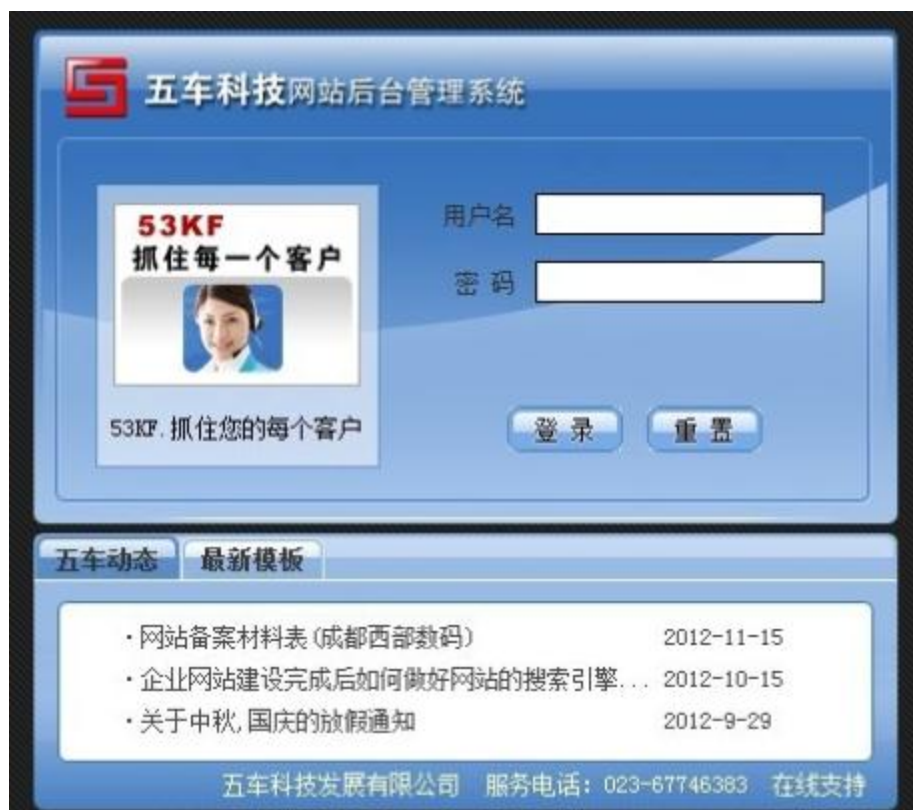 五车科技网站后台管理系统
53KF
抓住每一个客户
53KF.抓住您的每个客户
用户名
密 码
登 录 重 置
五车动态 最新模板
·网站备案材料表(成都西部数码) 2012-11-15
·企业网站建设完成后如何做好网站的搜索引擎... 2012-10-15
·关于中秋,国庆的放假通知 2012-9-29
五车科技发展有限公司 服务电话: 023-67746383 在线支持